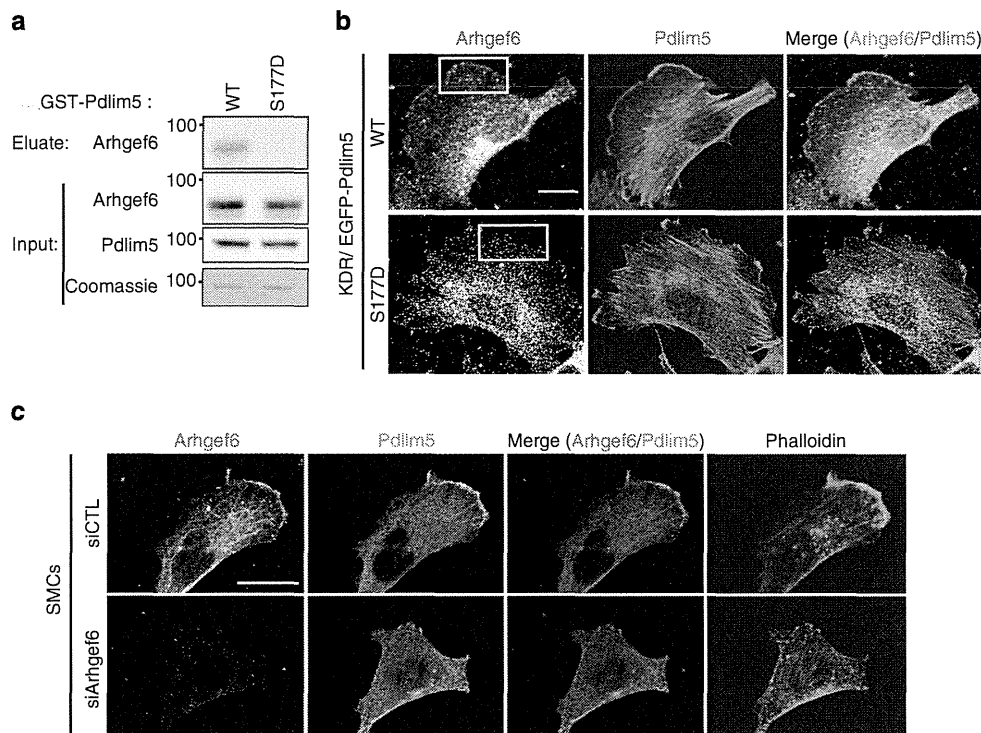 a
GST-Pdlim5 :
WT
S177D
Eluate:
Arhgef6
100
Input:
Arhgef6
100
Pdlim5
100
Coomassie
100
b
Arhgef6
Pdlim5
Merge (Arhgef6/Pdlim5)
KDR/ EGFP-Pdlim5
WT
S177D
c
Arhgef6
Pdlim5
Merge (Arhgef6/Pdlim5)
Phalloidin
SMCs
siCTL
siArhgef6